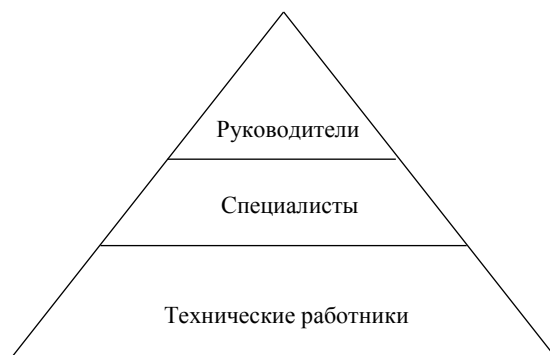 Руководители
Специалисты
Технические работники